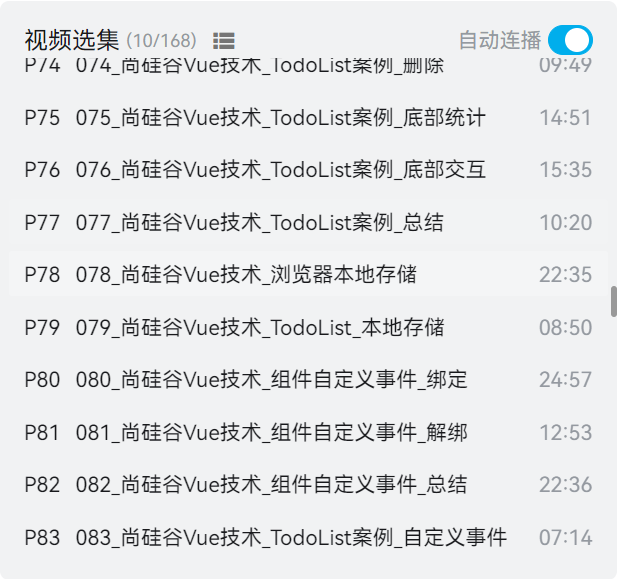 视频选集 (10/168) 自动连播
P74 074_尚硅谷Vue技术_TodoList案例_删除 09:49
P75 075_尚硅谷Vue技术_TodoList案例_底部统计 14:51
P76 076_尚硅谷Vue技术_TodoList案例_底部交互 15:35
P77 077_尚硅谷Vue技术_TodoList案例_总结 10:20
P78 078_尚硅谷Vue技术_浏览器本地存储 22:35
P79 079_尚硅谷Vue技术_TodoList_本地存储 08:50
P80 080_尚硅谷Vue技术_组件自定义事件_绑定 24:57
P81 081_尚硅谷Vue技术_组件自定义事件_解绑 12:53
P82 082_尚硅谷Vue技术_组件自定义事件_总结 22:36
P83 083_尚硅谷Vue技术_TodoList案例_自定义事件 07:14